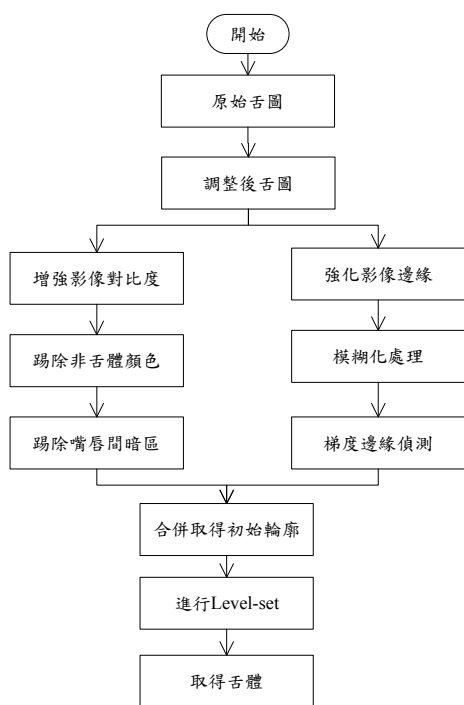 開始
原始舌圖
調整後舌圖
增強影像對比度
踢除非舌體顏色
踢除嘴唇間暗區
強化影像邊緣
模糊化處理
梯度邊緣偵測
合併取得初始輪廓
進行Level-set
取得舌體